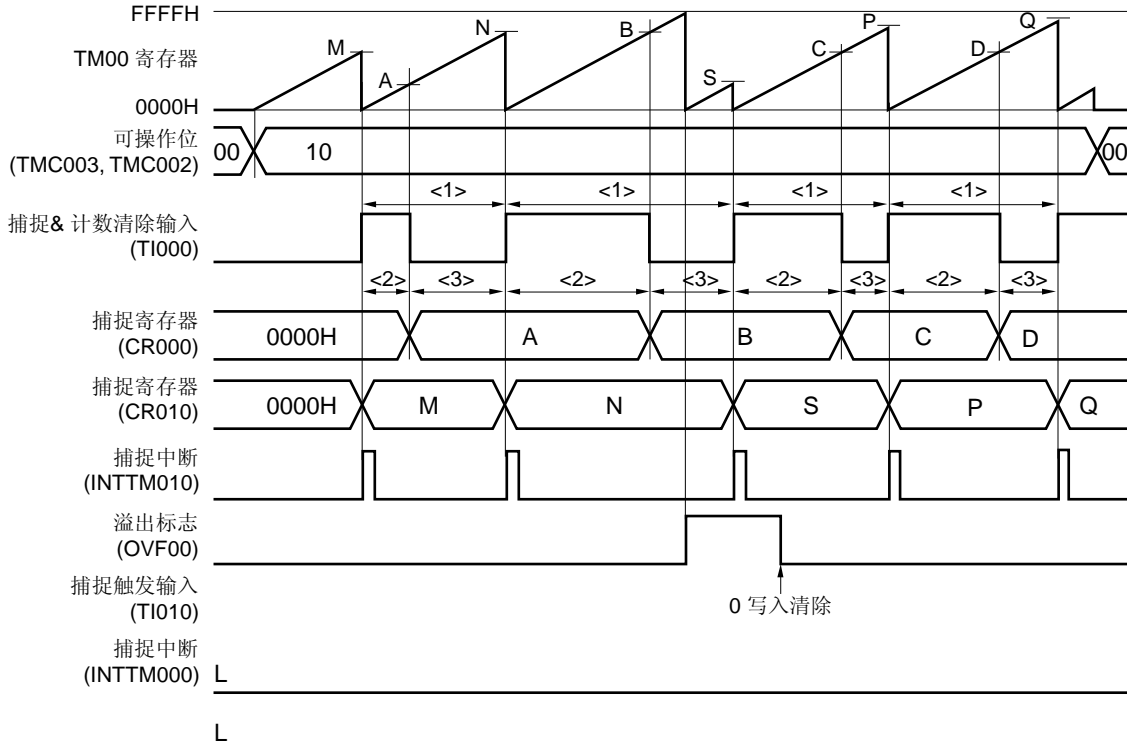 FFFFH
TM00 寄存器
0000H
M A N B S C P D Q
可操作位
(TMC003, TMC002)
00 10 00
<1> <1> <1> <1>
捕捉& 计数清除输入
(TI000)
<2> <3> <2> <3> <2> <3> <2> <3>
捕捉寄存器
(CR000)
0000H A B C D
捕捉寄存器
(CR010)
0000H M N S P Q
捕捉中断
(INTTM010)
溢出标志
(OVF00)
0 写入清除
捕捉触发输入
(TI010)
捕捉中断
(INTTM000)
L
L